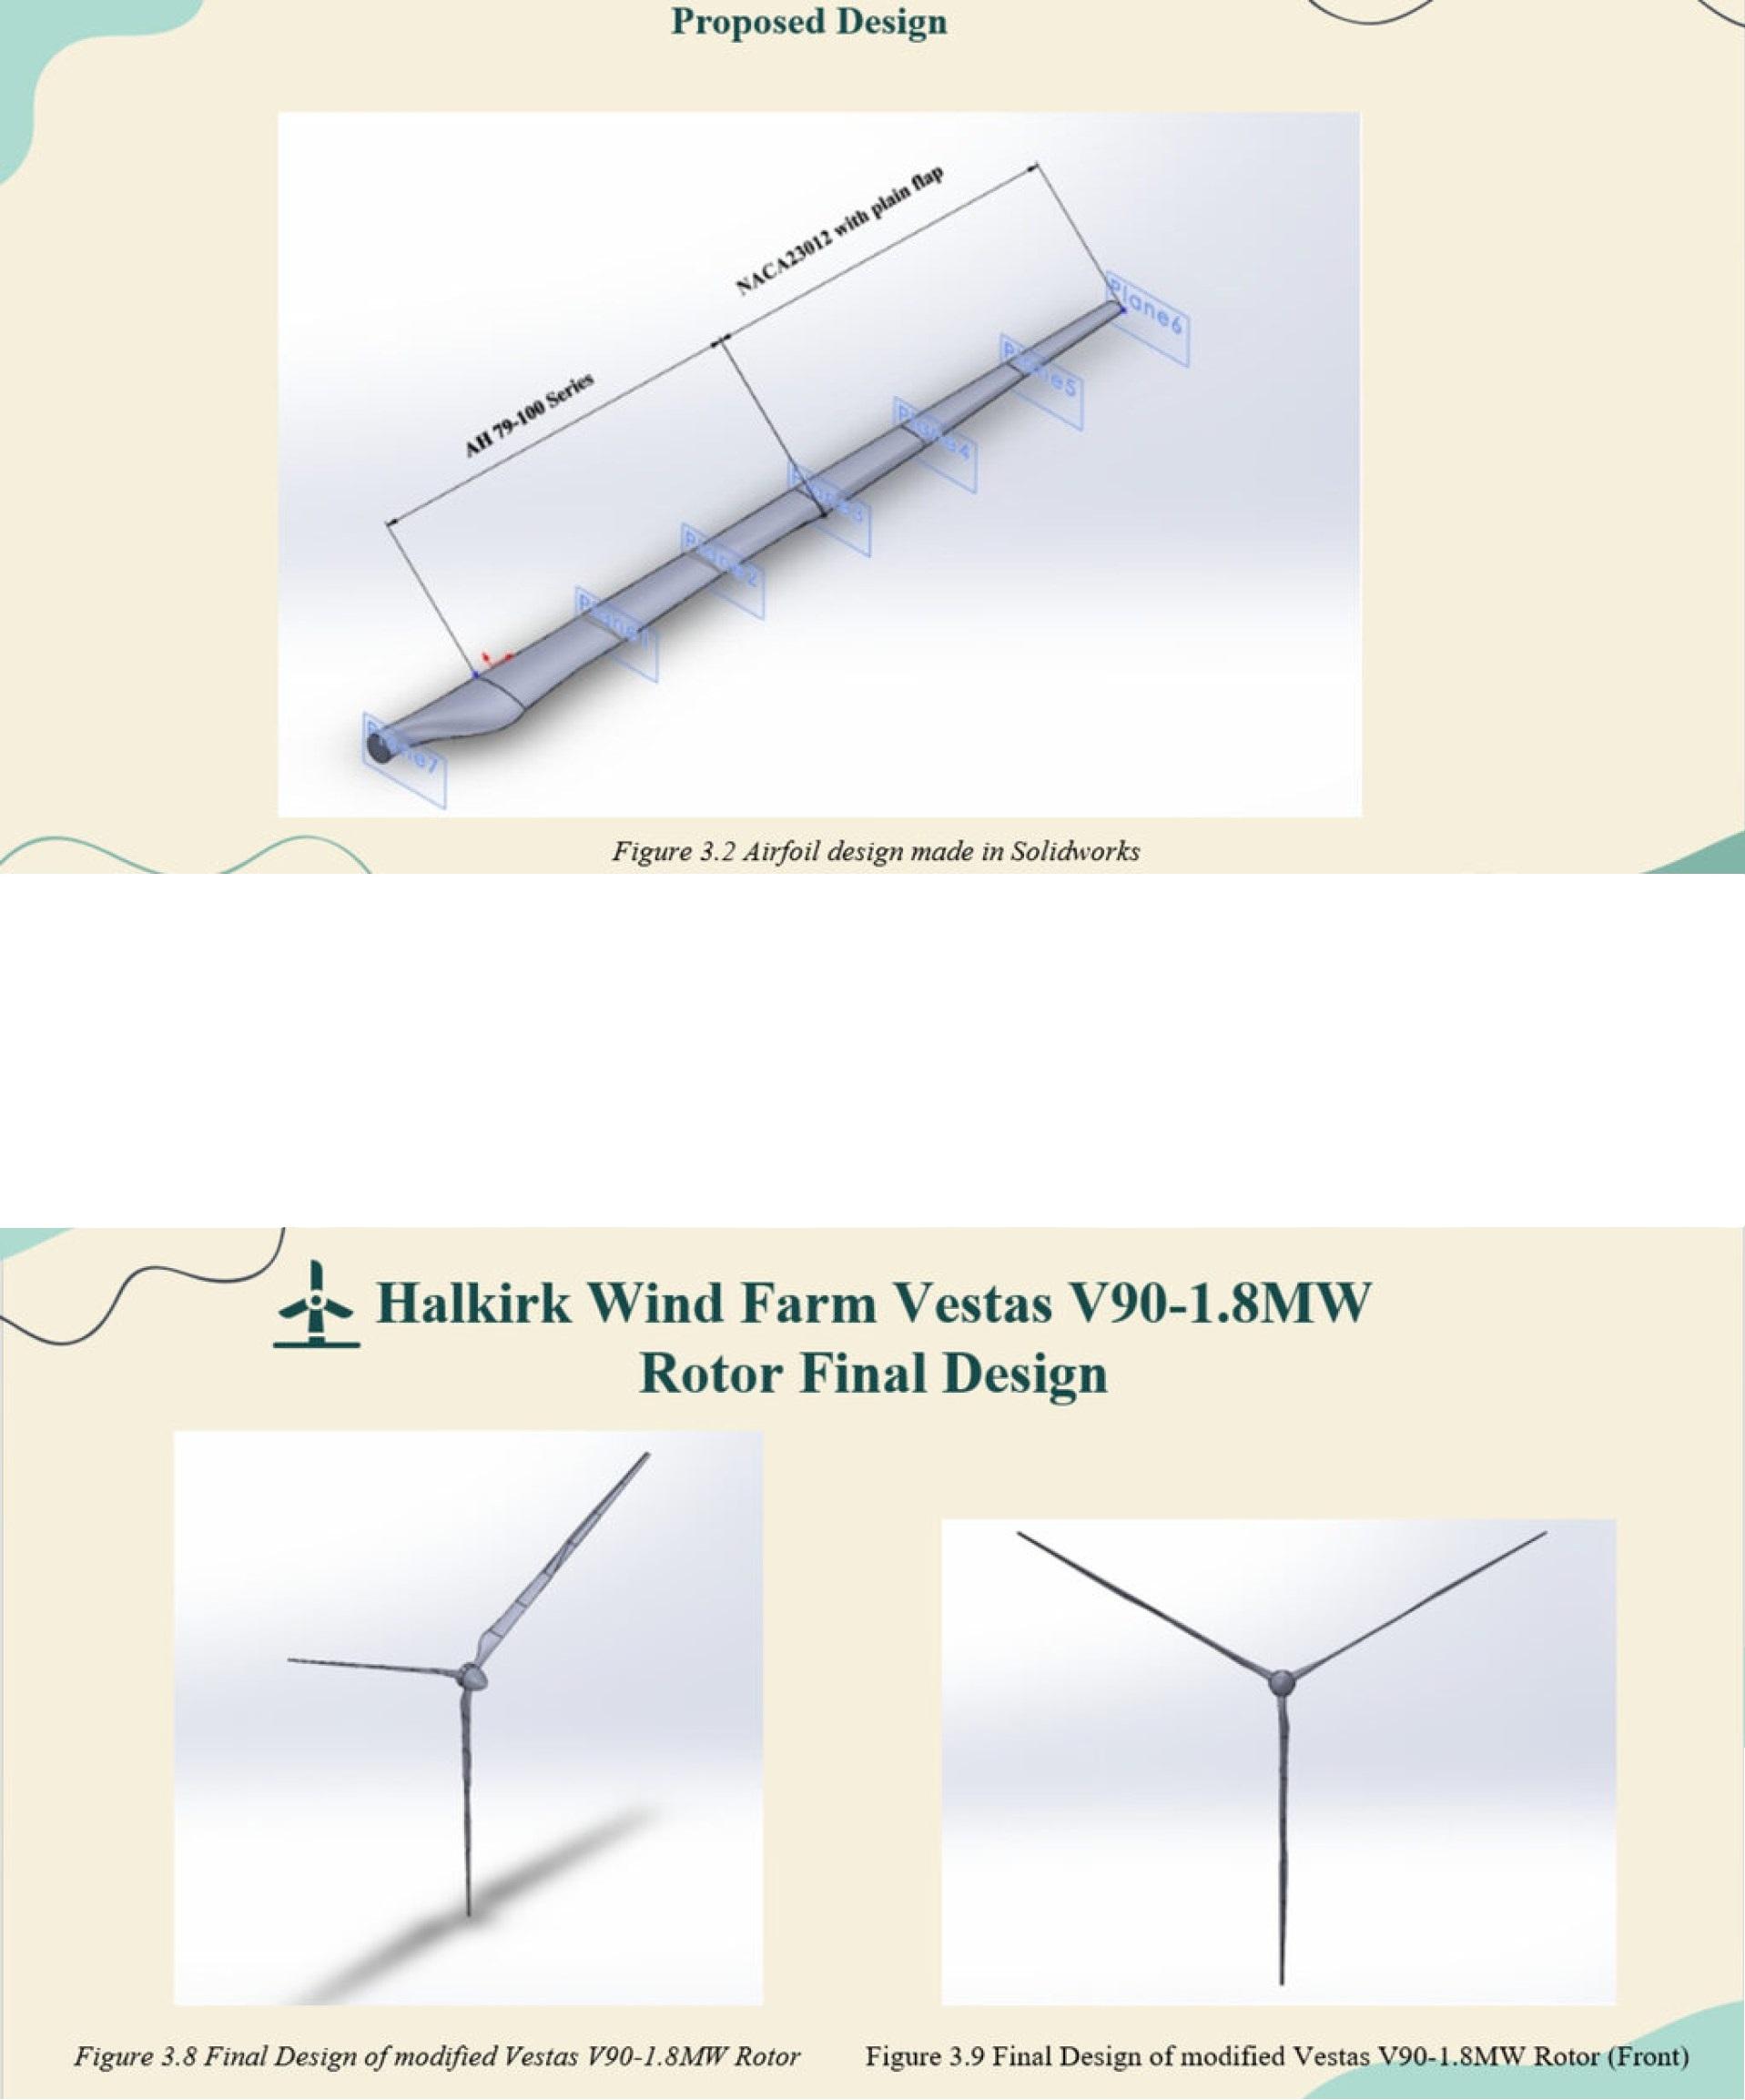 Proposed Design
NACA23012 with plain flap
AH 79-100 Series
Plane6
Plane5
Plane4
Plane3
Plane2
Plane1
Plane7
Figure 3.2 Airfoil design made in Solidworks
Halkirk Wind Farm Vestas V90-1.8MW
Rotor Final Design
Figure 3.8 Final Design of modified Vestas V90-1.8MW Rotor
Figure 3.9 Final Design of modified Vestas V90-1.8MW Rotor (Front)